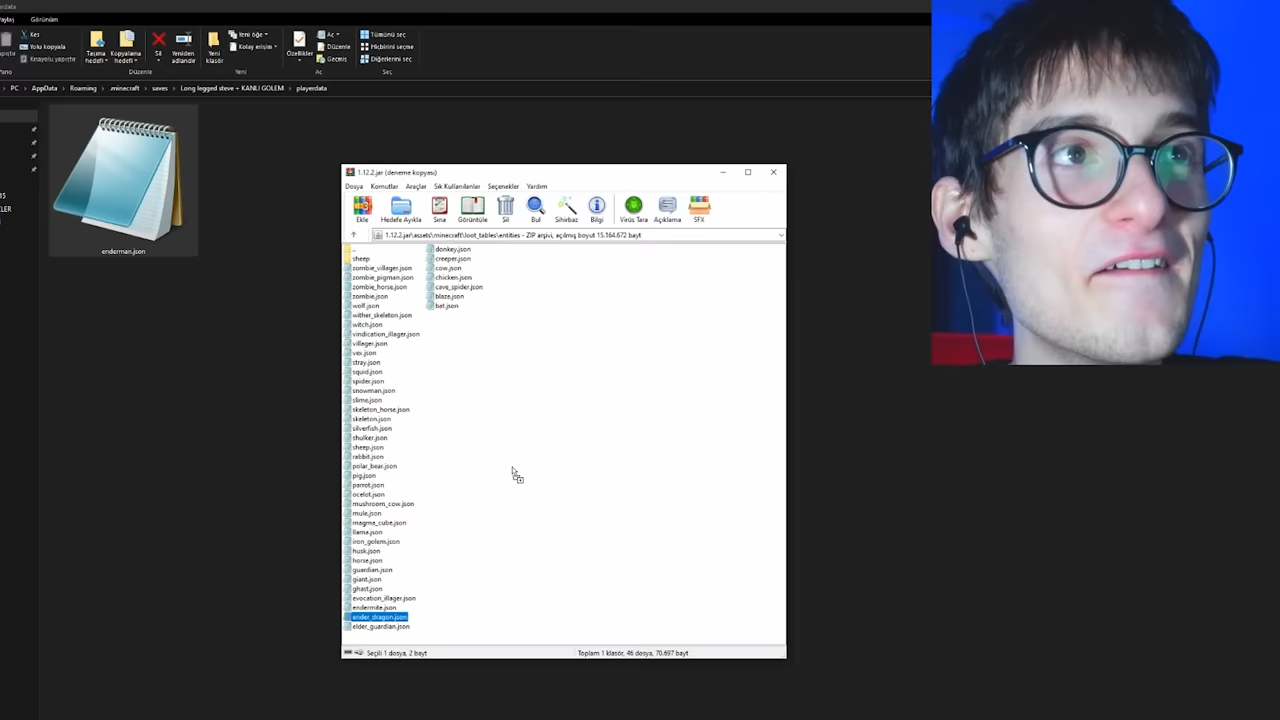 Görünüm
Kes
Yolu kopyala
Kısayolu yapıştır
Taşıma hedefi
Kopyalama hedefi
Sil
Yeniden adlandır
Düzenle
Yeni klasör
Yeni öğe
Kolay erişim
Yeni
Özellikler
Aç
Düzenle
Geçmiş
Aç
Tümünü seç
Hiçbirini seçme
Diğerlerini seç
Seç
PC > AppData > Roaming > .minecraft > saves > Long legged steve + KANLI GOLEM > playerdata
enderman.json
1.12.2.jar (deneme kopyası)
Dosya Komutlar Araçlar Sık Kullanılanlar Seçenekler Yardım
Ekle Hedefe Ayıkla Sına Görüntüle Sil Bul Sihirbaz Bilgi Virüs Tara Açıklama SFX
1.12.2.jar\assets\minecraft\loot_tables\entities - ZIP arşivi, açılmış boyut 15.164.672 bayt
..
sheep
zombie_villager.json
zombie_pigman.json
zombie_horse.json
zombie.json
wolf.json
wither_skeleton.json
witch.json
vindication_illager.json
villager.json
vex.json
stray.json
squid.json
spider.json
snowman.json
slime.json
skeleton_horse.json
skeleton.json
silverfish.json
shulker.json
sheep.json
rabbit.json
polar_bear.json
pig.json
parrot.json
ocelot.json
mushroom_cow.json
mule.json
magma_cube.json
llama.json
iron_golem.json
husk.json
horse.json
guardian.json
giant.json
ghast.json
evocation_illager.json
endermite.json
ender_dragon.json
elder_guardian.json
donkey.json
creeper.json
cow.json
chicken.json
cave_spider.json
blaze.json
bat.json
Seçili 1 dosya, 2 bayt
Toplam 1 klasör, 46 dosya, 70.697 bayt